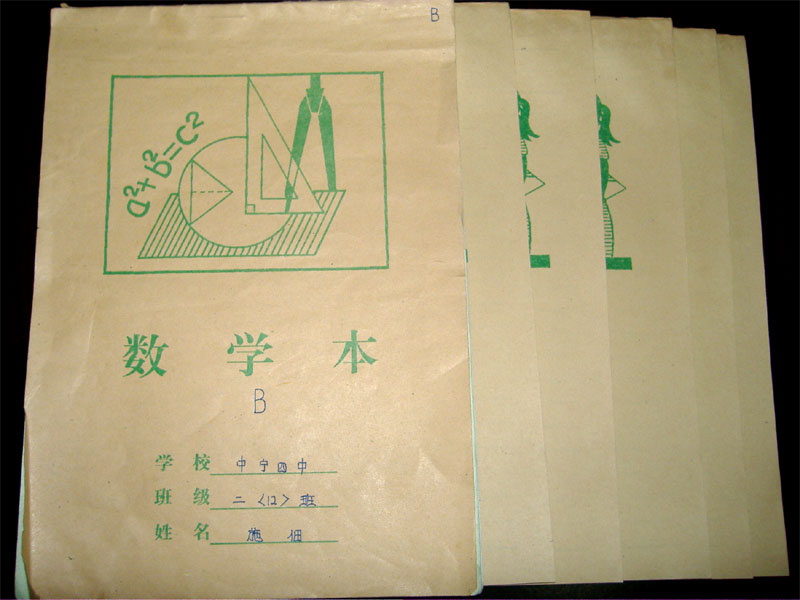 B
a²+b²=c²
数学本
B
学校 中宁四中
班级 二〈12〉班
姓名 施佃